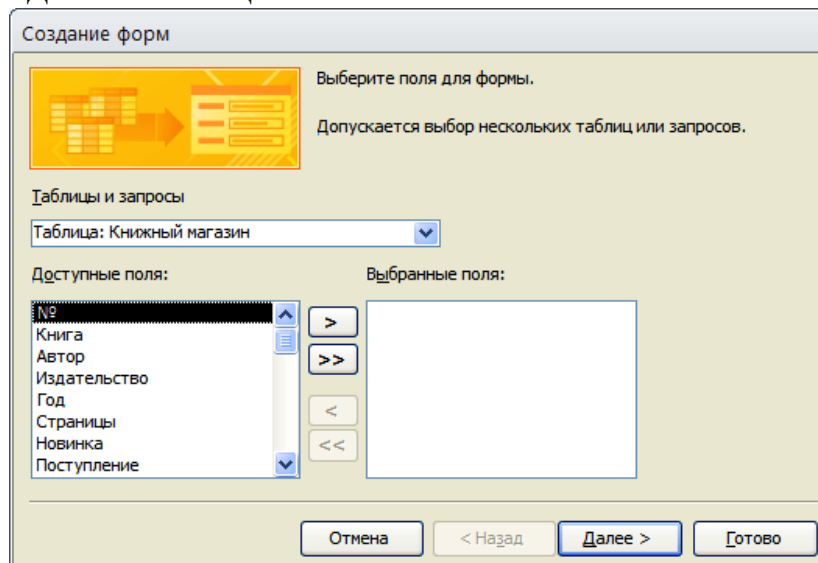 Создание форм
Выберите поля для формы.
Допускается выбор нескольких таблиц или запросов.
Таблицы и запросы
Таблица: Книжный магазин
Доступные поля:
Выбранные поля:
№
Книга
Автор
Издательство
Год
Страницы
Новинка
Поступление
>
>>
<
<<
Отмена
< Назад
Далее >
Готово